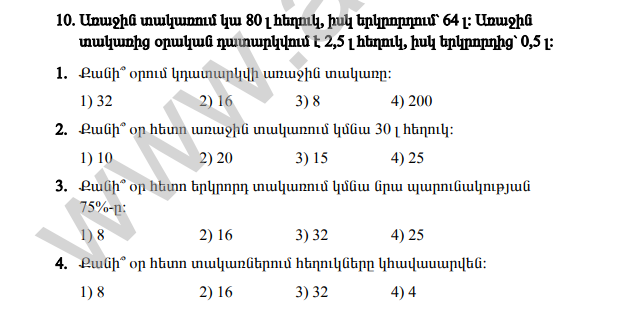 10. Առաջին տակառում կա 80 լ հեղուկ, իսկ երկրորդում՝ 64 լ: Առաջին
տակառից օրական դատարկվում է 2,5 լ հեղուկ, իսկ երկրորդից՝ 0,5 լ:
1. Քանի՞ օրում կդատարկվի առաջին տակառը:
1) 32 2) 16 3) 8 4) 200
2. Քանի՞ օր հետո առաջին տակառում կմնա 30 լ հեղուկ:
1) 10 2) 20 3) 15 4) 25
3. Քանի՞ օր հետո երկրորդ տակառում կմնա նրա պարունակության
75%-ը:
1) 8 2) 16 3) 32 4) 25
4. Քանի՞ օր հետո տակառներում հեղուկները կհավասարվեն:
1) 8 2) 16 3) 32 4) 4
www.a